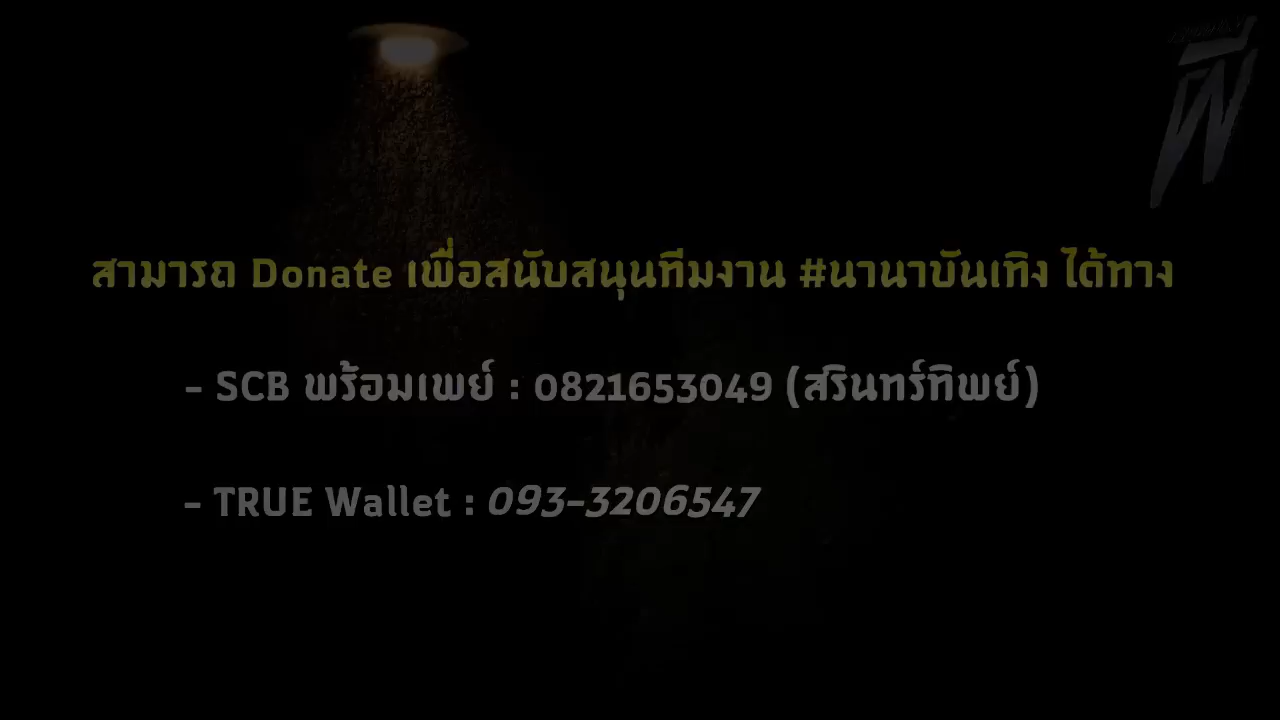 ผี
สามารถ Donate เพื่อสนับสนุนทีมงาน #นานาบันเทิง ได้ทาง
- SCB พร้อมเพย์ : 0821653049 (สรินทร์ทิพย์)
- TRUE Wallet : 093-3206547